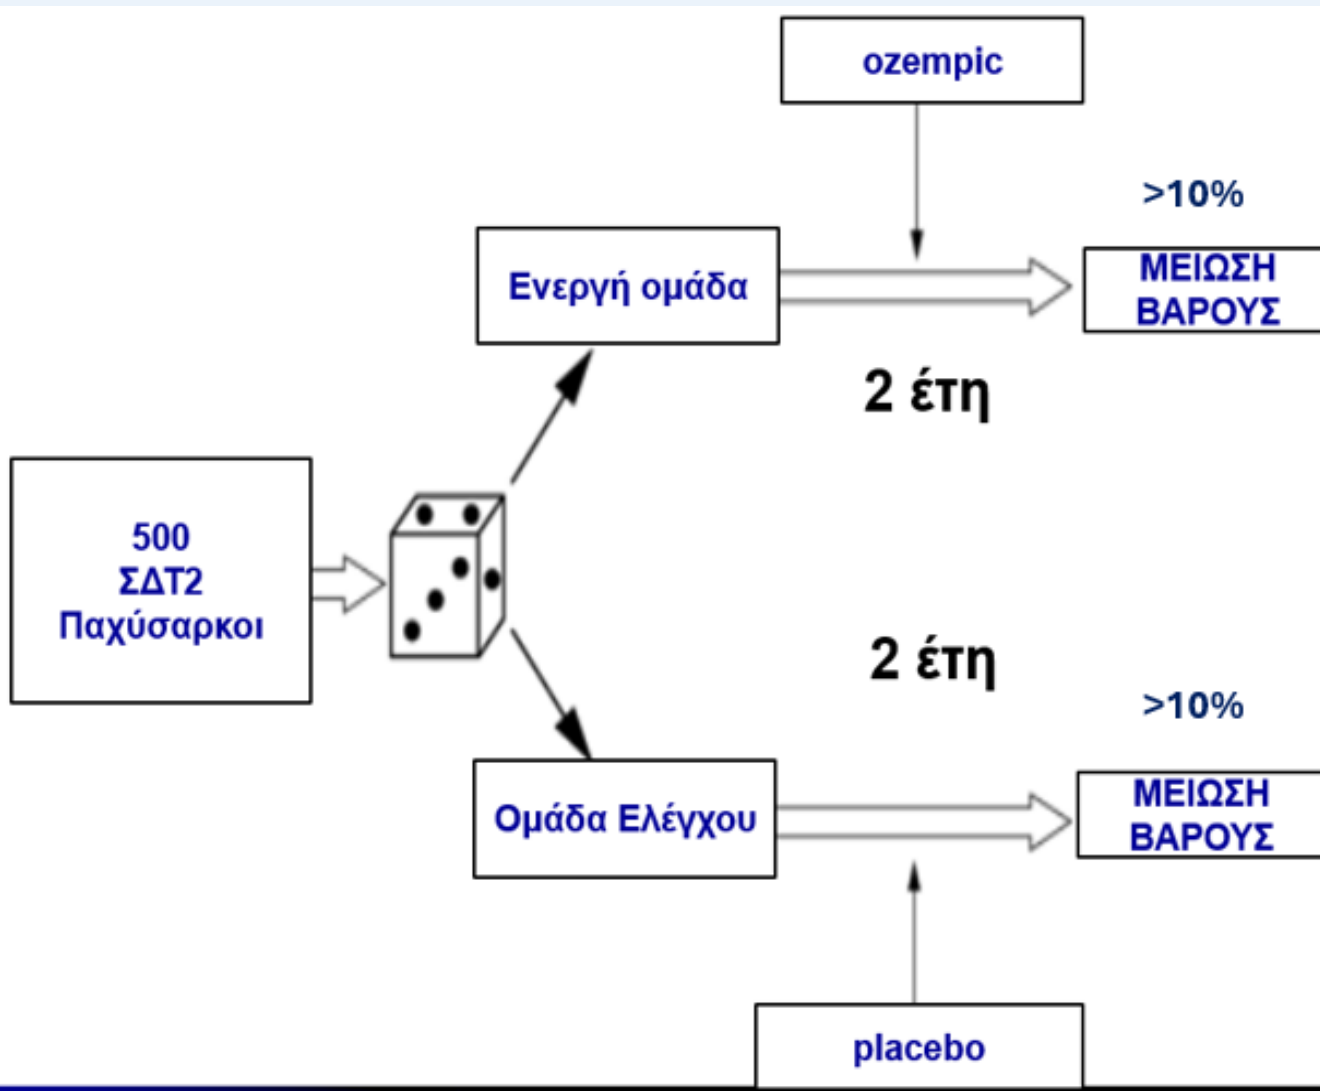 ozempic
>10%
Ενεργή ομάδα
ΜΕΙΩΣΗ
ΒΑΡΟΥΣ
2 έτη
500
ΣΔΤ2
Παχύσαρκοι
2 έτη
>10%
Ομάδα Ελέγχου
ΜΕΙΩΣΗ
ΒΑΡΟΥΣ
placebo